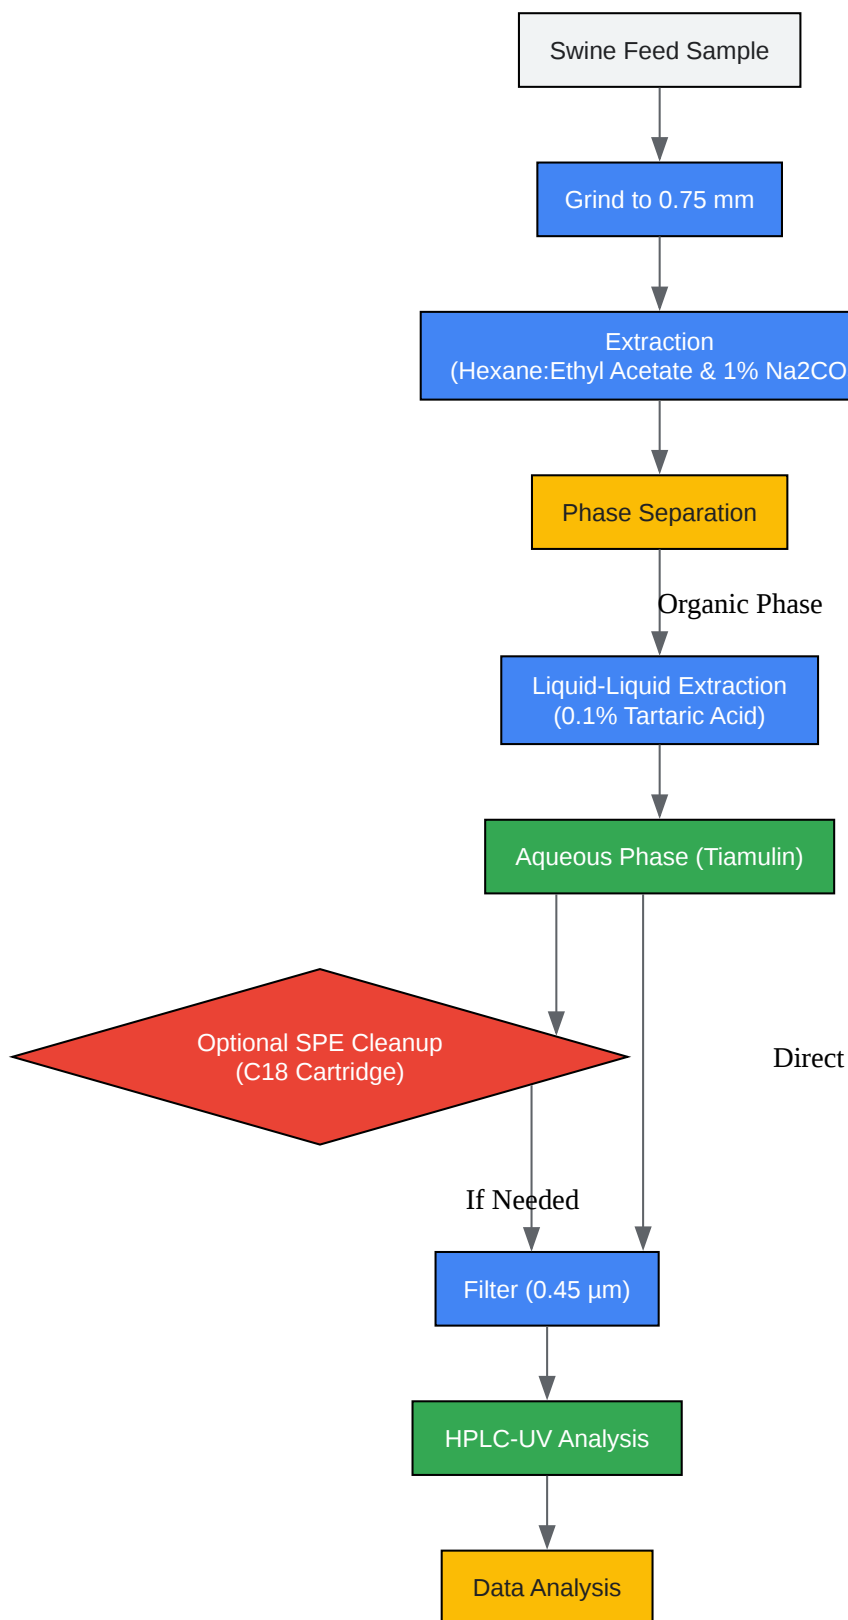 Swine Feed Sample
Grind to 0.75 mm
Extraction
(Hexane:Ethyl Acetate & 1% Na2CO
Phase Separation
Organic Phase
Liquid-Liquid Extraction
(0.1% Tartaric Acid)
Aqueous Phase (Tiamulin)
Optional SPE Cleanup
(C18 Cartridge)
Direct
If Needed
Filter (0.45 µm)
HPLC-UV Analysis
Data Analysis